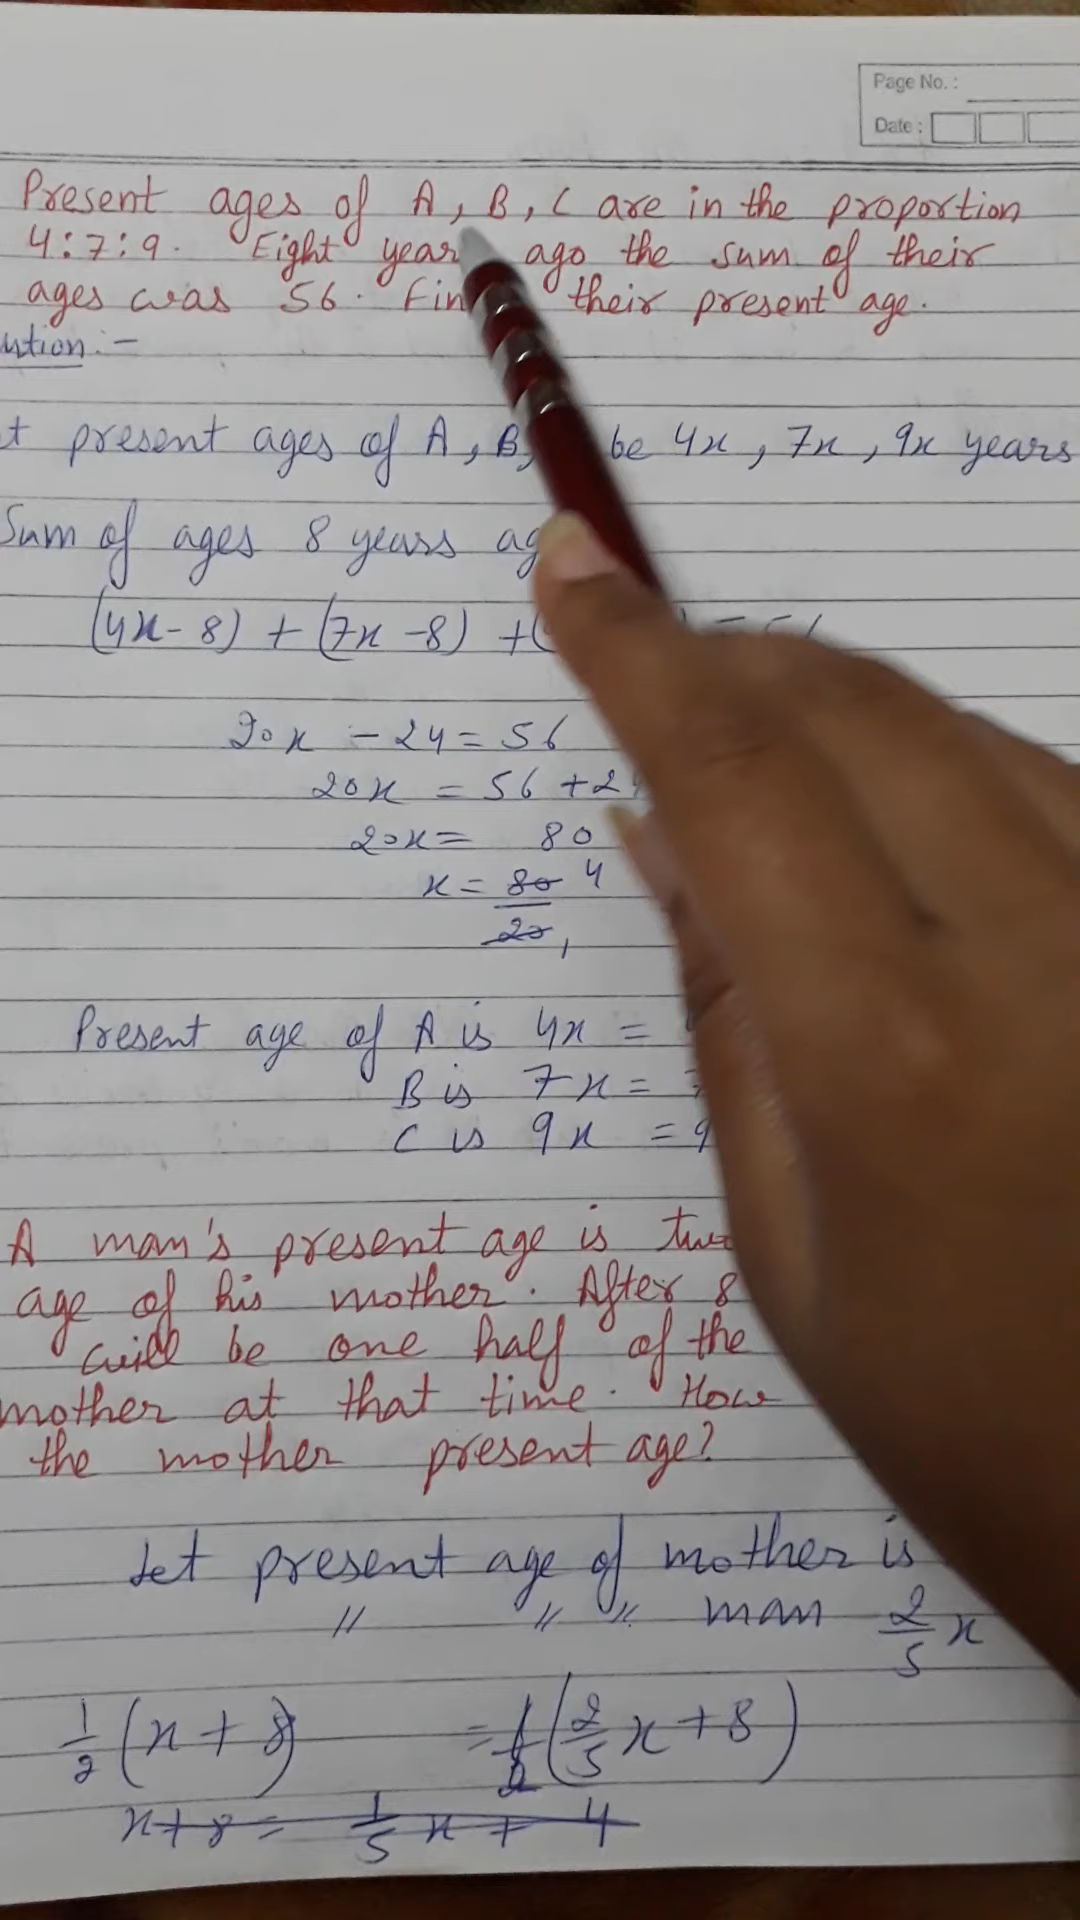 Page No. :
Date :
Present ages of A, B, C are in the proportion
4:7:9. Eight year ago the sum of their
ages was 56. Fin their present age.
ution :-
t present ages of A, B, be 4x, 7x, 9x years
Sum of ages 8 years ag
(4x - 8) + (7x - 8) + (
20x - 24 = 56
20x = 56 + 2
20x = 80
x = 80 4
20 1
Present age of A is 4x =
B is 7x = 7
C is 9x = 9
A man's present age is
age of his mother. After 8
will be one half of the
mother at that time. How
the mother present age?
Let present age of mother is
" " " man 2/5 x
1/2 (x + 8) = (2/5 x + 8)
x + 8 = 1/5 x + 4